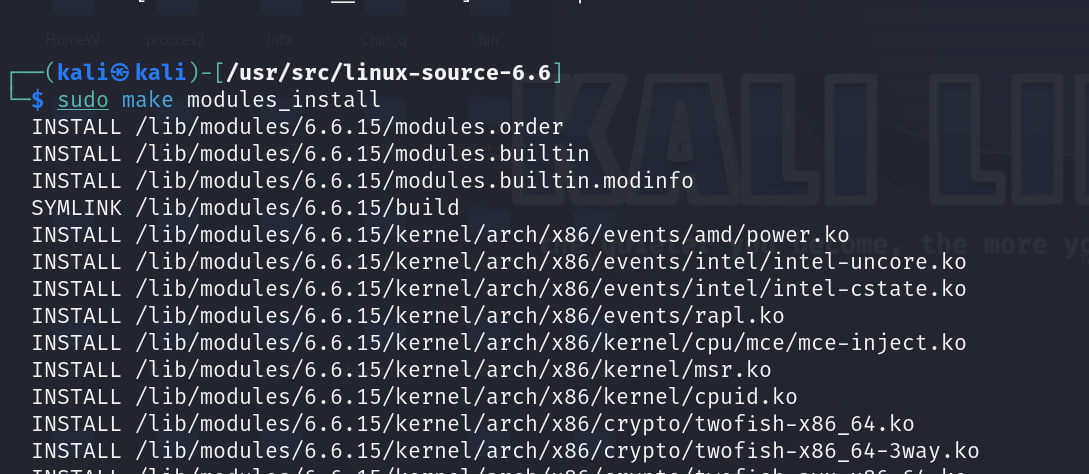 HomeW procces2 inta Chat_q bin
┌──(kali㉿kali)-[/usr/src/linux-source-6.6]
└─$ sudo make modules_install
INSTALL /lib/modules/6.6.15/modules.order
INSTALL /lib/modules/6.6.15/modules.builtin
INSTALL /lib/modules/6.6.15/modules.builtin.modinfo
SYMLINK /lib/modules/6.6.15/build
INSTALL /lib/modules/6.6.15/kernel/arch/x86/events/amd/power.ko
INSTALL /lib/modules/6.6.15/kernel/arch/x86/events/intel/intel-uncore.ko
INSTALL /lib/modules/6.6.15/kernel/arch/x86/events/intel/intel-cstate.ko
INSTALL /lib/modules/6.6.15/kernel/arch/x86/events/rapl.ko
INSTALL /lib/modules/6.6.15/kernel/arch/x86/kernel/cpu/mce/mce-inject.ko
INSTALL /lib/modules/6.6.15/kernel/arch/x86/kernel/msr.ko
INSTALL /lib/modules/6.6.15/kernel/arch/x86/kernel/cpuid.ko
INSTALL /lib/modules/6.6.15/kernel/arch/x86/crypto/twofish-x86_64.ko
INSTALL /lib/modules/6.6.15/kernel/arch/x86/crypto/twofish-x86_64-3way.ko
KALI LI
become, the more